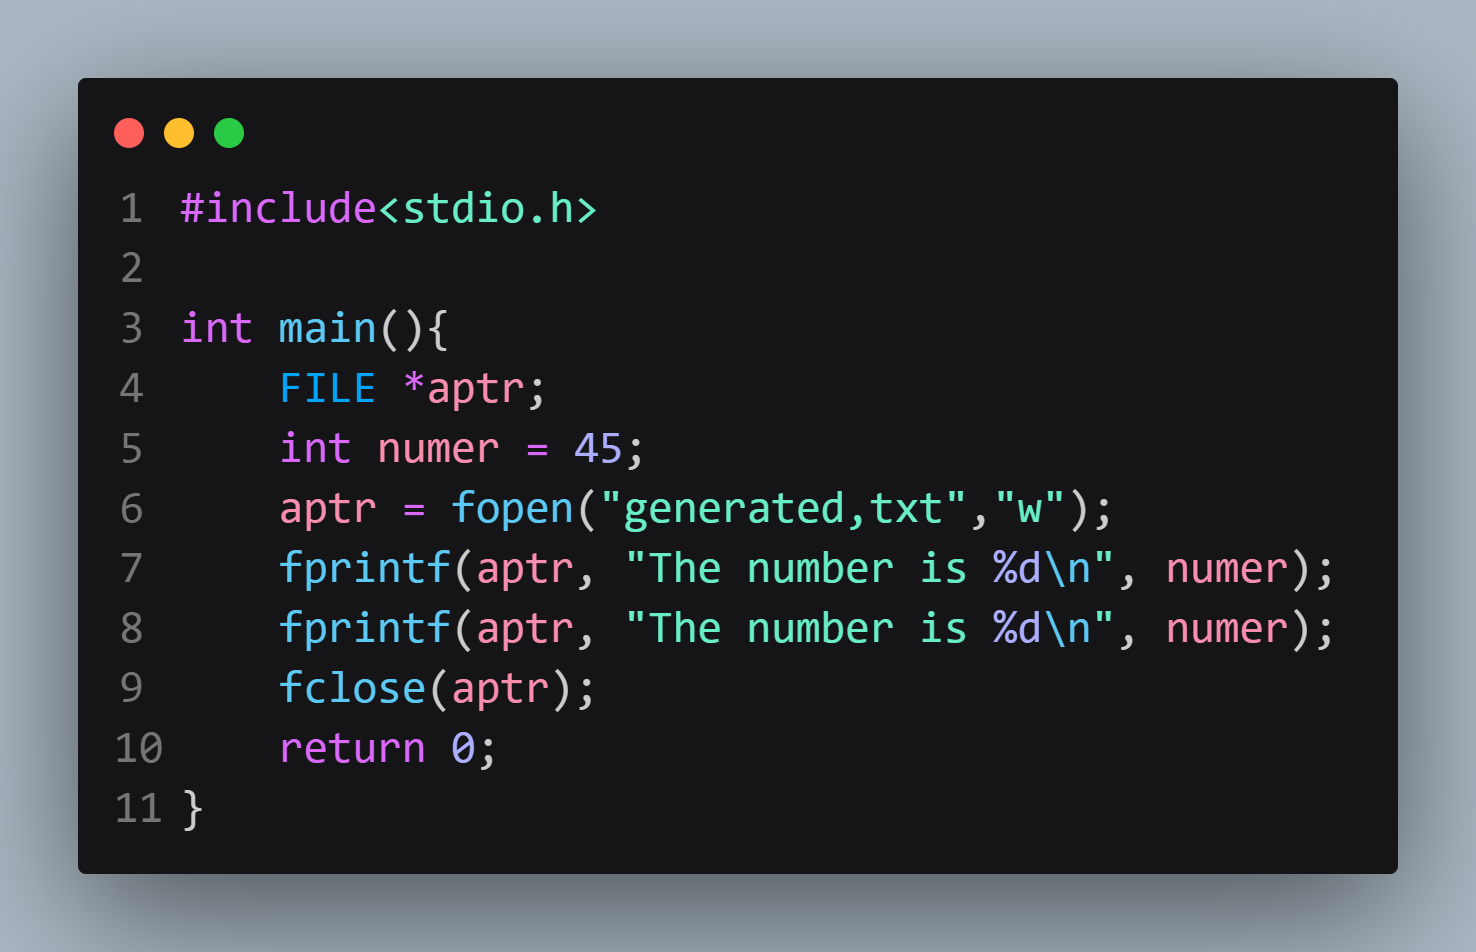 1 #include<stdio.h>
2
3 int main(){
4     FILE *aptr;
5     int numer = 45;
6     aptr = fopen("generated,txt","w");
7     fprintf(aptr, "The number is %d\n", numer);
8     fprintf(aptr, "The number is %d\n", numer);
9     fclose(aptr);
10     return 0;
11 }